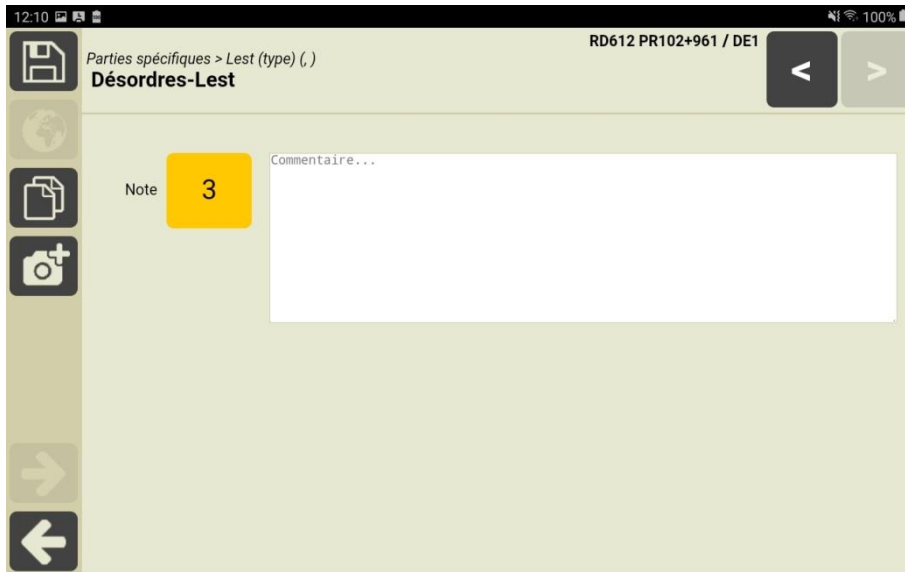 12:10 100%
RD612 PR102+961 / DE1
Parties spécifiques > Lest (type) (, )
Désordres-Lest
< >
Note 3
Commentaire...